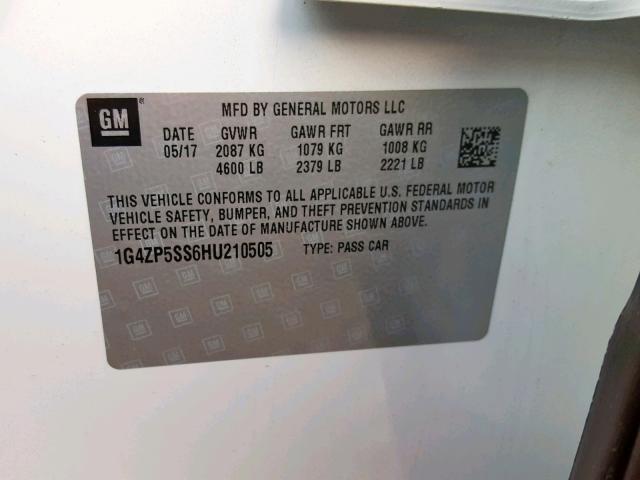 GM
MFD BY GENERAL MOTORS LLC
DATE GVWR GAWR FRT GAWR RR
05/17 2087 KG 1079 KG 1008 KG
4600 LB 2379 LB 2221 LB
THIS VEHICLE CONFORMS TO ALL APPLICABLE U.S. FEDERAL MOTOR
VEHICLE SAFETY, BUMPER, AND THEFT PREVENTION STANDARDS IN
EFFECT ON THE DATE OF MANUFACTURE SHOWN ABOVE.
1G4ZP5SS6HU210505 TYPE: PASS CAR